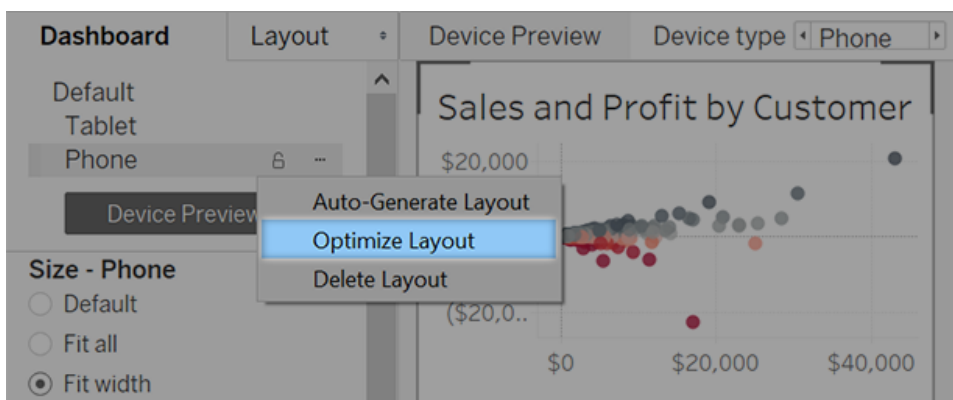 Dashboard Layout
Device Preview Device type Phone
Default
Tablet
Phone
Device Preview
Auto-Generate Layout
Optimize Layout
Delete Layout
Size - Phone
Default
Fit all
Fit width
Sales and Profit by Customer
$20,000
($20,0..
$0 $20,000 $40,000